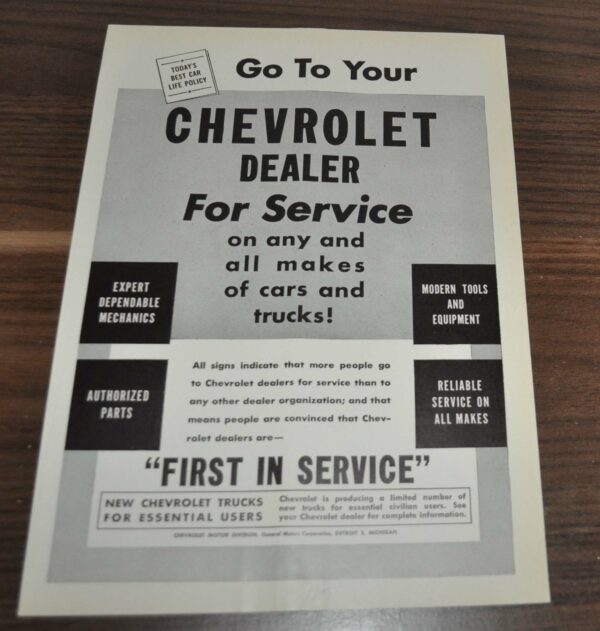 TODAY'S
BEST CAR
LIFE POLICY
Go To Your
CHEVROLET
DEALER
For Service
on any and
all makes
of cars and
trucks!
EXPERT
DEPENDABLE
MECHANICS
MODERN TOOLS
AND
EQUIPMENT
AUTHORIZED
PARTS
RELIABLE
SERVICE ON
ALL MAKES
All signs indicate that more people go
to Chevrolet dealers for service than to
any other dealer organization; and that
means people are convinced that Chev-
rolet dealers are—
"FIRST IN SERVICE"
NEW CHEVROLET TRUCKS
FOR ESSENTIAL USERS
Chevrolet is producing a limited number of
new trucks for essential civilian users. See
your Chevrolet dealer for complete information.
CHEVROLET MOTOR DIVISION, General Motors Corporation, DETROIT 2, MICHIGAN